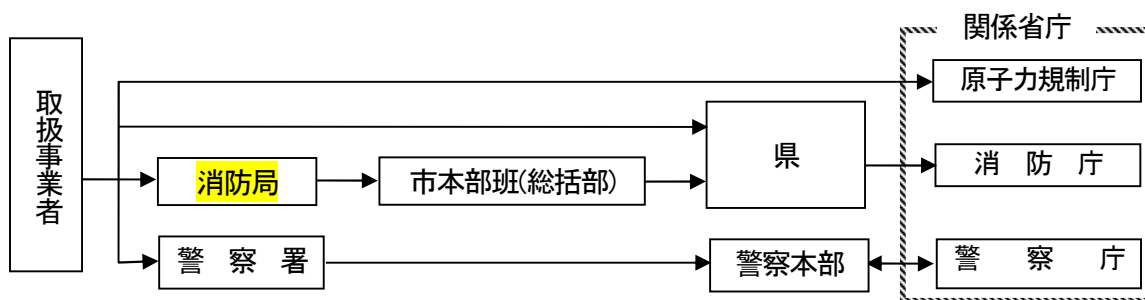 関係省庁
取扱事業者
原子力規制庁
県
消防局
市本部班(総括部)
消 防 庁
警 察 署
警察本部
警 察 庁